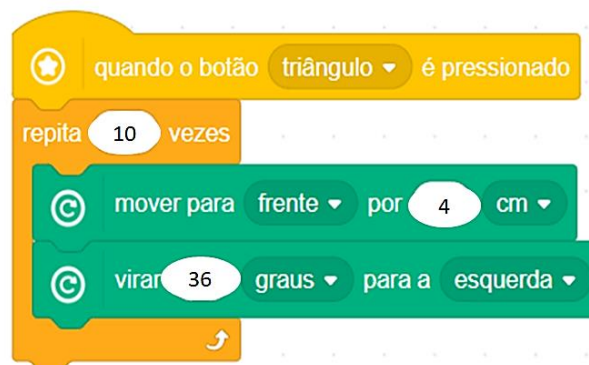 quando o botão triângulo é pressionado
repita 10 vezes
mover para frente por 4 cm
virar 36 graus para a esquerda